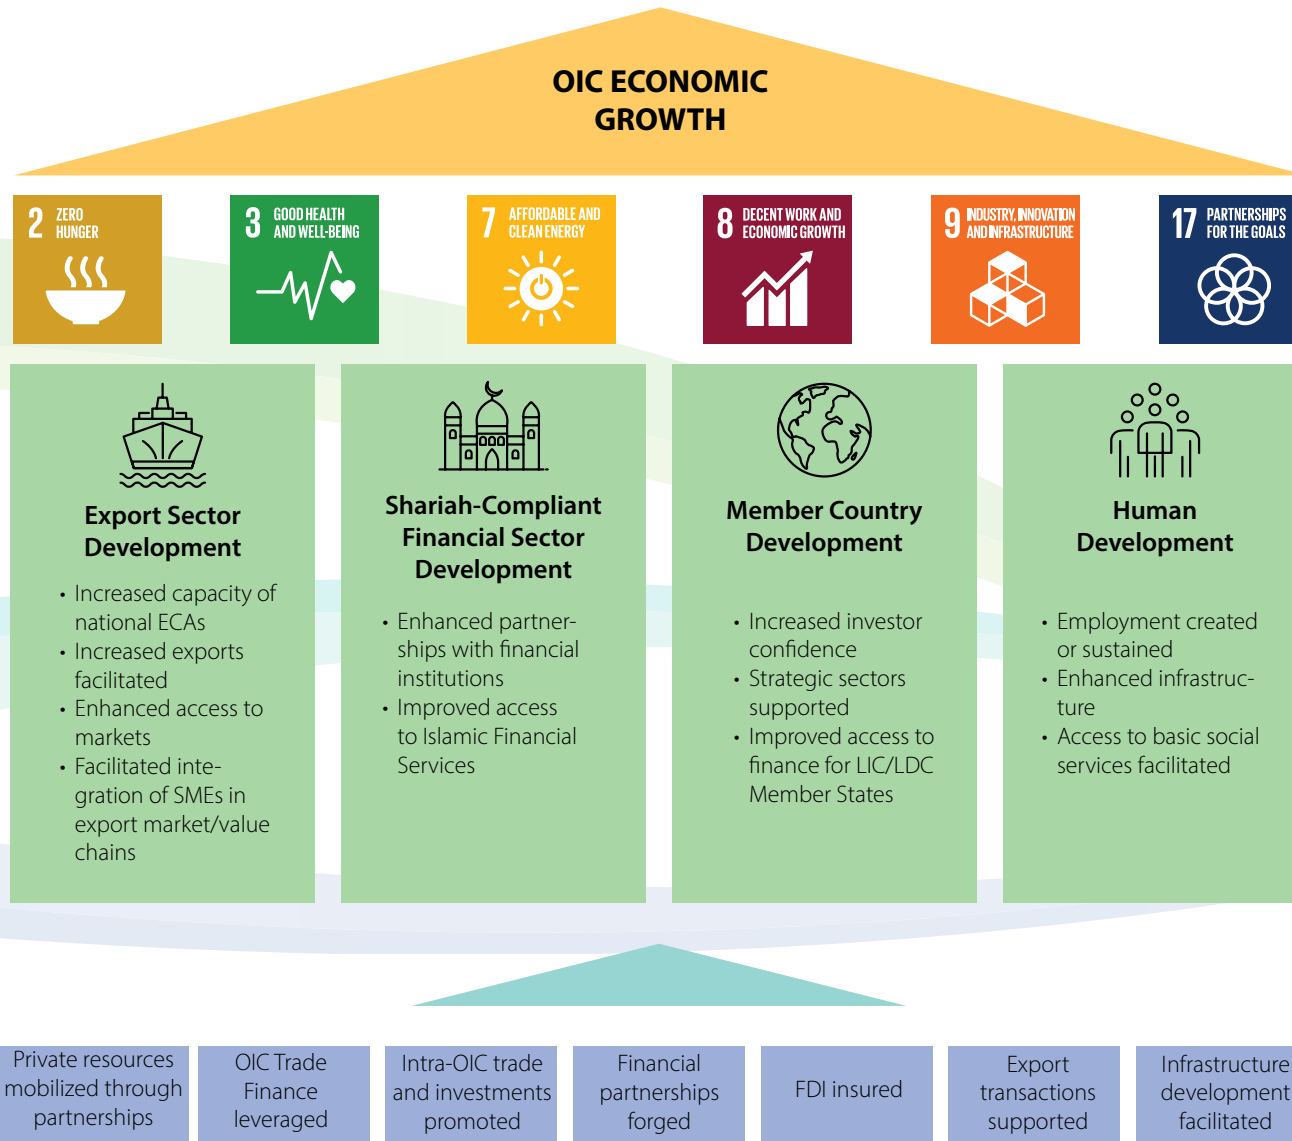 OIC ECONOMIC
GROWTH
2 ZERO
HUNGER
3 GOOD HEALTH
AND WELL-BEING
7 AFFORDABLE AND
CLEAN ENERGY
8 DECENT WORK AND
ECONOMIC GROWTH
9 INDUSTRY, INNOVATION
AND INFRASTRUCTURE
17 PARTNERSHIPS
FOR THE GOALS
Export Sector
Development
• Increased capacity of
national ECAs
• Increased exports
facilitated
• Enhanced access to
markets
• Facilitated inte-
gration of SMEs in
export market/value
chains
Shariah-Compliant
Financial Sector
Development
• Enhanced partner-
ships with financial
institutions
• Improved access
to Islamic Financial
Services
Member Country
Development
• Increased investor
confidence
• Strategic sectors
supported
• Improved access to
finance for LIC/LDC
Member States
Human
Development
• Employment created
or sustained
• Enhanced infrastruc-
ture
• Access to basic social
services facilitated
Private resources
mobilized through
partnerships
OIC Trade
Finance
leveraged
Intra-OIC trade
and investments
promoted
Financial
partnerships
forged
FDI insured
Export
transactions
supported
Infrastructure
development
facilitated